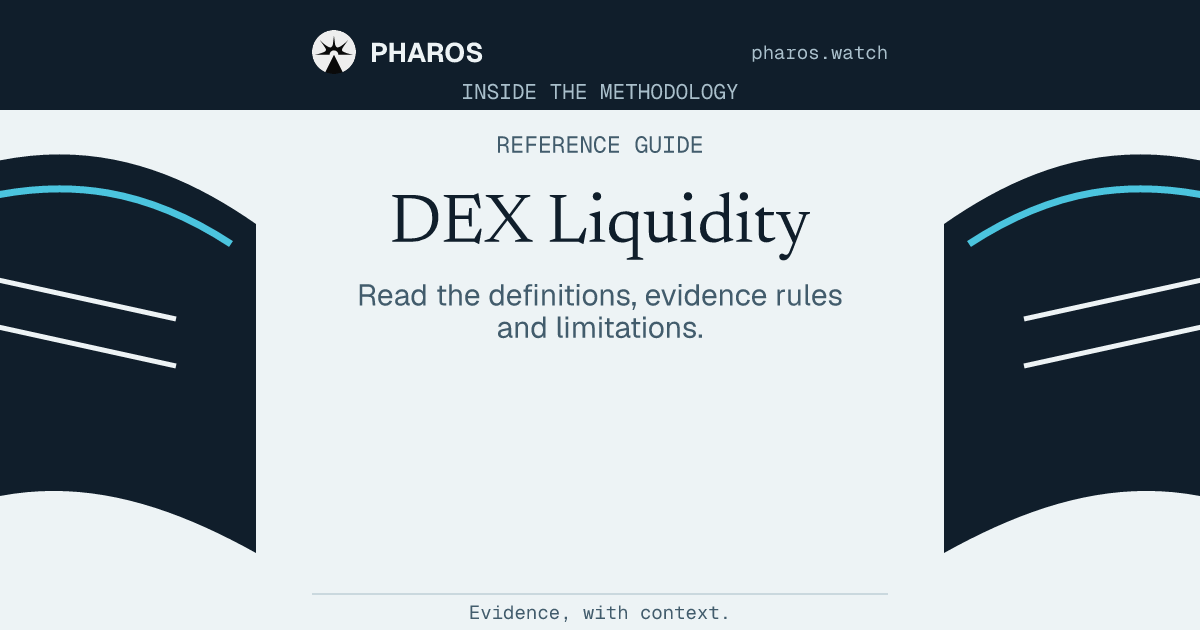 PHAROS
pharos.watch
INSIDE THE METHODOLOGY
REFERENCE GUIDE
DEX Liquidity
Read the definitions, evidence rules
and limitations.
Evidence, with context.